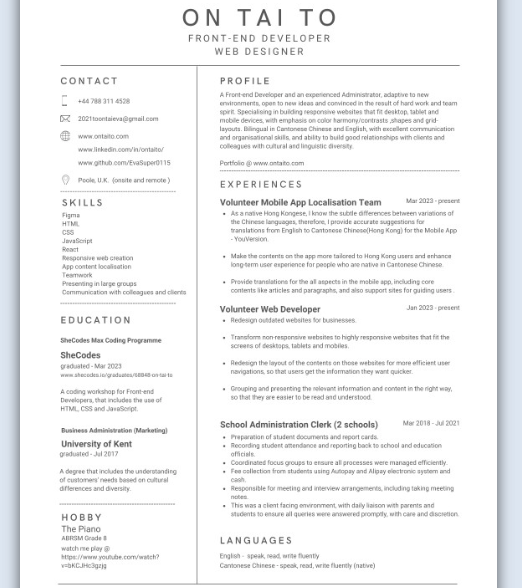 ON TAI TO
FRONT-END DEVELOPER
WEB DESIGNER
CONTACT
+44 788 311 4528
2021toontaieva@gmail.com
www.ontaito.com
www.linkedin.com/in/ontaito/
www.github.com/EvaSuper0115
Poole, U.K. (onsite and remote )
SKILLS
Figma
HTML
CSS
JavaScript
React
Responsive web creation
App content localisation
Teamwork
Presenting in large groups
Communication with colleagues and clients
EDUCATION
SheCodes Max Coding Programme
SheCodes
graduated - Mar 2023
www.shecodes.io/graduates/68848-on-tai-to
A coding workshop for Front-end
Developers, that includes the use of
HTML, CSS and JavaScript.
Business Administration (Marketing)
University of Kent
graduated - Jul 2017
A degree that includes the understanding
of customers' needs based on cultural
differences and diversity.
HOBBY
The Piano
ABRSM Grade 8
watch me play @
https://www.youtube.com/watch?
PROFILE
A Front-end Developer and an experienced Administrator, adaptive to new
environments, open to new ideas and convinced in the result of hard work and team
spirit. Specialising in building responsive websites that fit desktop, tablet and
mobile devices, with emphasis on color harmony/contrasts ,shapes and grid-
layouts. Bilingual in Cantonese Chinese and English, with excellent communication
and organisational skills, and ability to build good relationships with clients and
colleagues with cultural and linguistic diversity.
Portfolio @ www.ontaito.com
EXPERIENCES
Volunteer Mobile App Localisation Team Mar 2023 - present
• As a native Hong Kongese, I know the subtle differences between variations of
the Chinese languages, therefore, I provide accurate suggestions for
translations from English to Cantonese Chinese(Hong Kong) for the Mobile App
- YouVersion.
• Make the contents on the app more tailored to Hong Kong users and enhance
long-term user experience for people who are native in Cantonese Chinese.
• Provide translations for the all aspects in the mobile app, including core
contents like articles and paragraphs, and also support sites for guiding users.
Volunteer Web Developer Jan 2023 - present
• Redesign outdated websites for businesses.
• Transform non-responsive websites to highly responsive websites that fit the
screens of desktops, tablets and mobiles.
• Redesign the layout of the contents on those websites for more efficient user
navigations, so that users get the information they want quicker.
• Grouping and presenting the relevant information and content in the right way,
so that they are easier to be read and understood.
School Administration Clerk (2 schools) Mar 2018 - Jul 2021
• Preparation of student documents and report cards.
• Recording student attendance and reporting back to school and education
officials.
• Coordinated focus groups to ensure all processes were managed efficiently.
• Fee collection from students using Autopay and Alipay electronic system and
cash.
• Responsible for meeting and interview arrangements, including taking meeting
notes.
• This was a client facing environment, with daily liaison with parents and
students to ensure all queries were answered promptly, with care and discretion.
LANGUAGES
English - speak, read, write fluently
Cantonese Chinese - speak, read, write fluently (native)